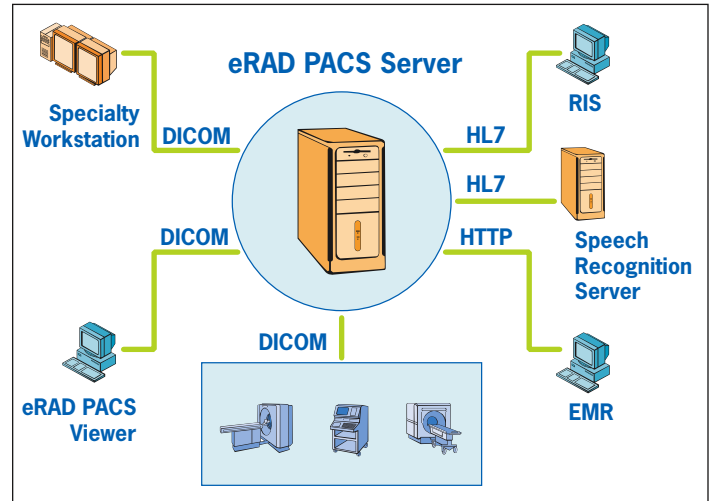 eRAD PACS Server
Specialty
Workstation
DICOM
HL7
RIS
HL7
DICOM
HTTP
Speech
Recognition
Server
DICOM
eRAD PACS
Viewer
EMR